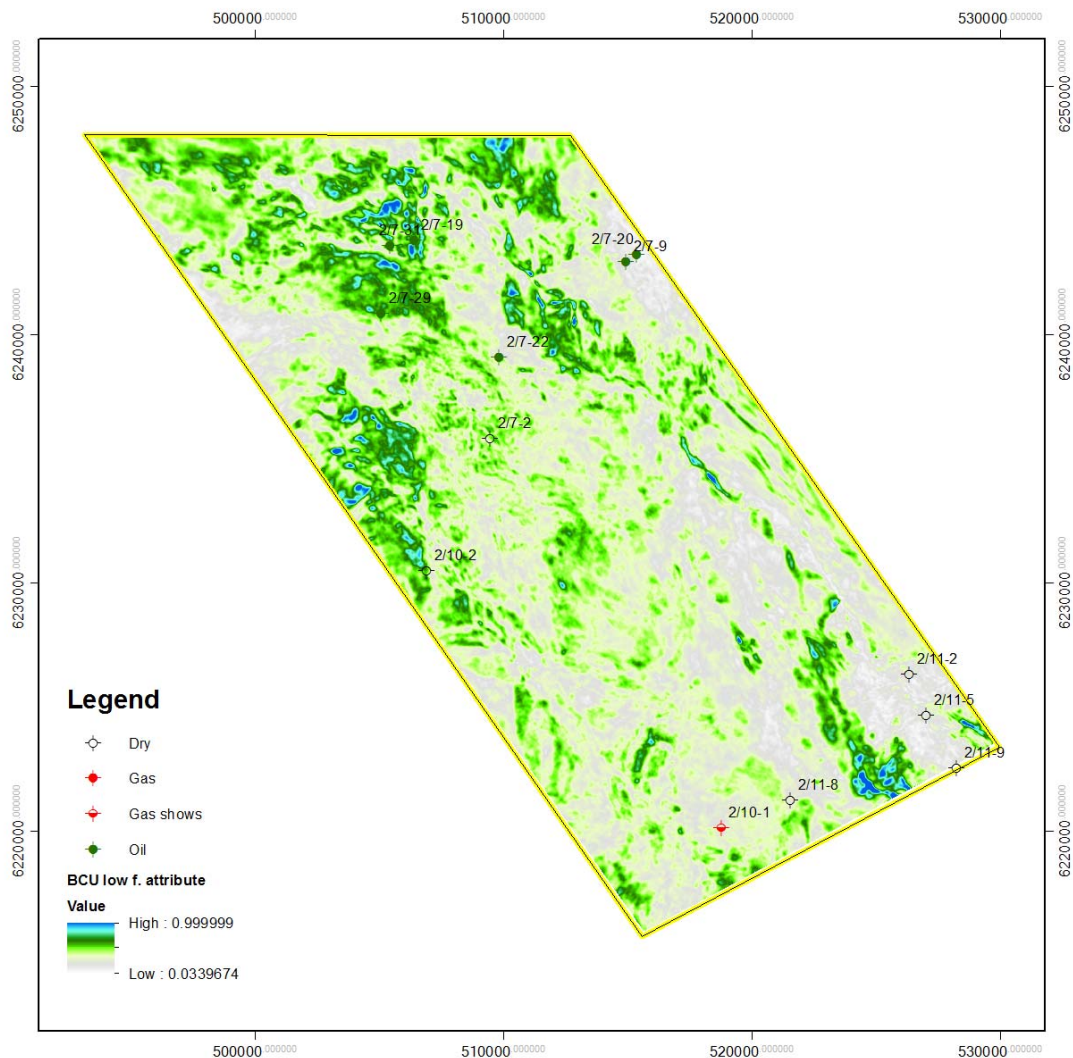 500000.000000 510000.000000 520000.000000 530000.000000
6250000.000000 6250000.000000
2/7-19
2/7-31
2/7-20
2/7-9
2/7-29
6240000.000000 6240000.000000
2/7-22
2/7-2
2/10-2
6230000.000000 6230000.000000
2/11-2
2/11-5
2/11-9
2/11-8
2/10-1
6220000.000000 6220000.000000
Legend
Dry
Gas
Gas shows
Oil
BCU low f. attribute
Value
High : 0.999999
Low : 0.0339674
500000.000000 510000.000000 520000.000000 530000.000000